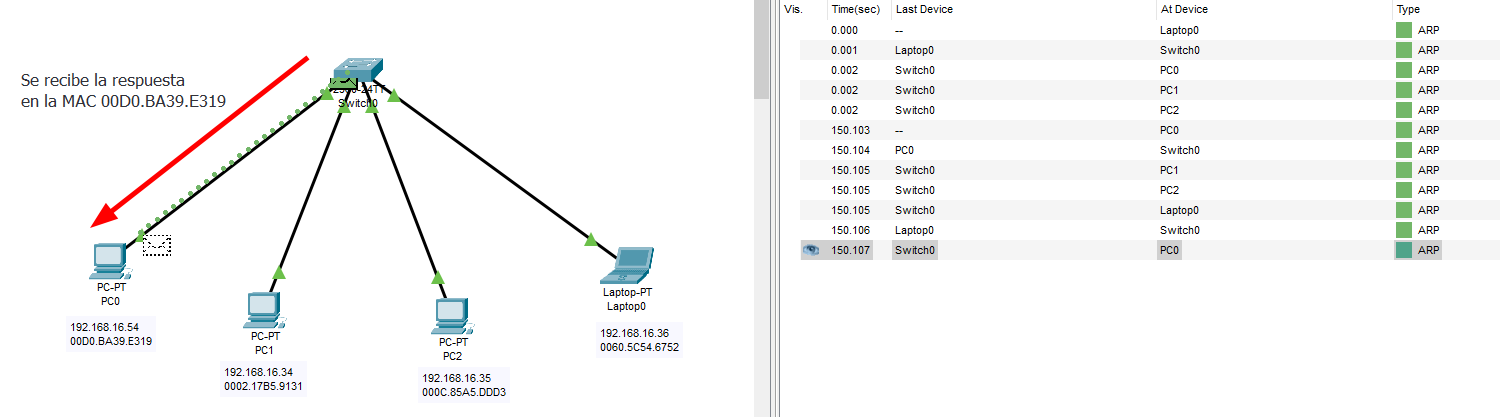 Se recibe la respuesta
en la MAC 00D0.BA39.E319
Switch0
PC-PT
PC0
192.168.16.54
00D0.BA39.E319
PC-PT
PC1
192.168.16.34
0002.17B5.9131
PC-PT
PC2
192.168.16.35
000C.85A5.DDD3
Laptop-PT
Laptop0
192.168.16.36
0060.5C54.6752
Vis. Time(sec) Last Device At Device Type
0.000 -- Laptop0 ARP
0.001 Laptop0 Switch0 ARP
0.002 Switch0 PC0 ARP
0.002 Switch0 PC1 ARP
0.002 Switch0 PC2 ARP
150.103 -- PC0 ARP
150.104 PC0 Switch0 ARP
150.105 Switch0 PC1 ARP
150.105 Switch0 PC2 ARP
150.105 Switch0 Laptop0 ARP
150.106 Laptop0 Switch0 ARP
150.107 Switch0 PC0 ARP